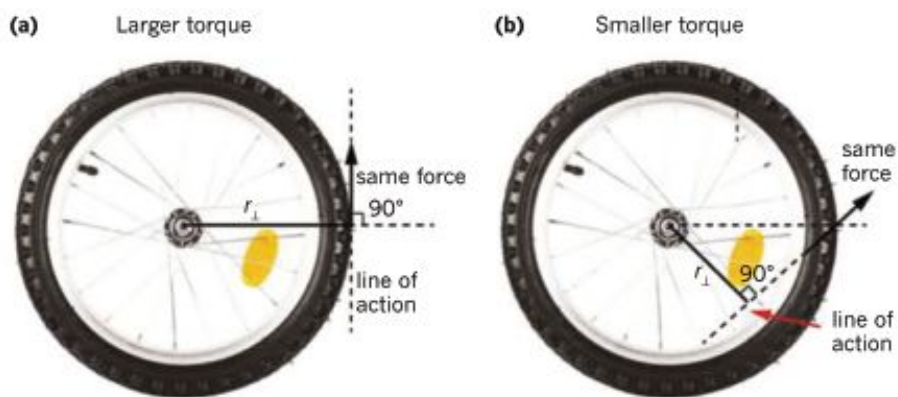 (a) Larger torque
same force
r⊥
90°
line of
action
(b) Smaller torque
same
force
r⊥
90°
line of
action